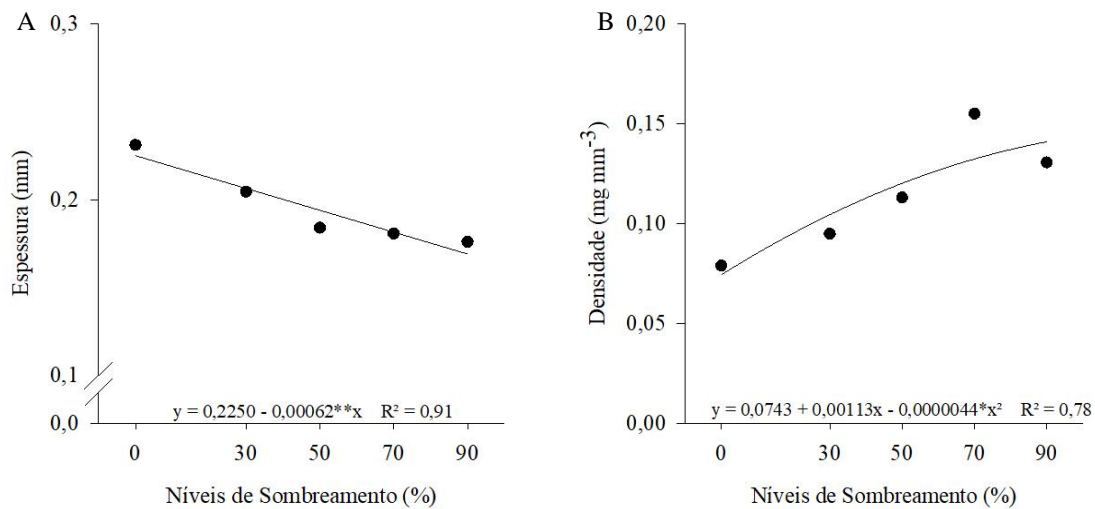 A
0,3
0,2
0,1
0,0
Espessura (mm)
y = 0,2250 - 0,00062**x R² = 0,91
0 30 50 70 90
Níveis de Sombreamento (%)
B
0,20
0,15
0,10
0,05
0,00
Densidade (mg mm⁻³)
y = 0,0743 + 0,00113x - 0,0000044*x² R² = 0,78
0 30 50 70 90
Níveis de Sombreamento (%)